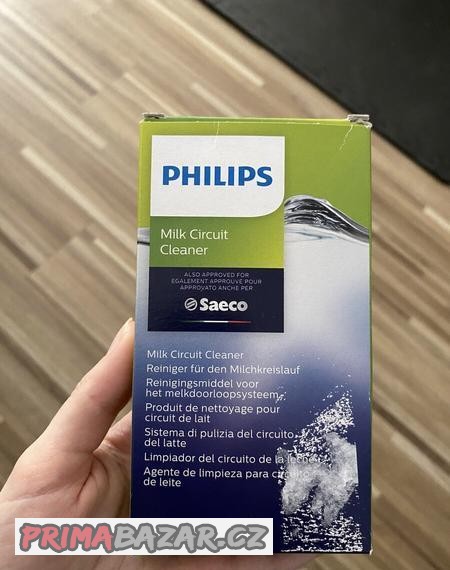 PHILIPS
Milk Circuit
Cleaner
ALSO APPROVED FOR
EGALEMENT APPROUVÉ POUR
APPROVATO ANCHE PER
Saeco
Milk Circuit Cleaner
Reiniger für den Milchkreislauf
Reinigingsmiddel voor
het melkdoorloopsysteem
Produit de nettoyage pour
circuit de lait
Sistema di pulizia del circuito
del latte
Limpiador del circuito de la leche
Agente de limpieza para circuito
de leite
PRIMABAZAR.CZ